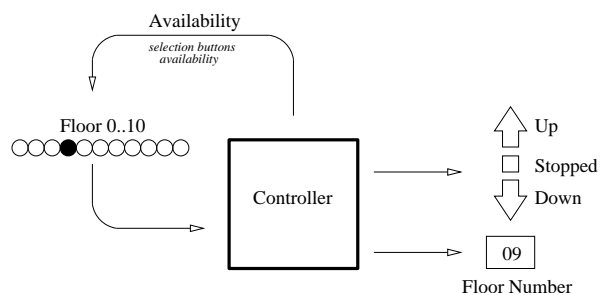 Availability
selection buttons
availability
Floor 0..10
Up
Stopped
Controller
Down
09
Floor Number